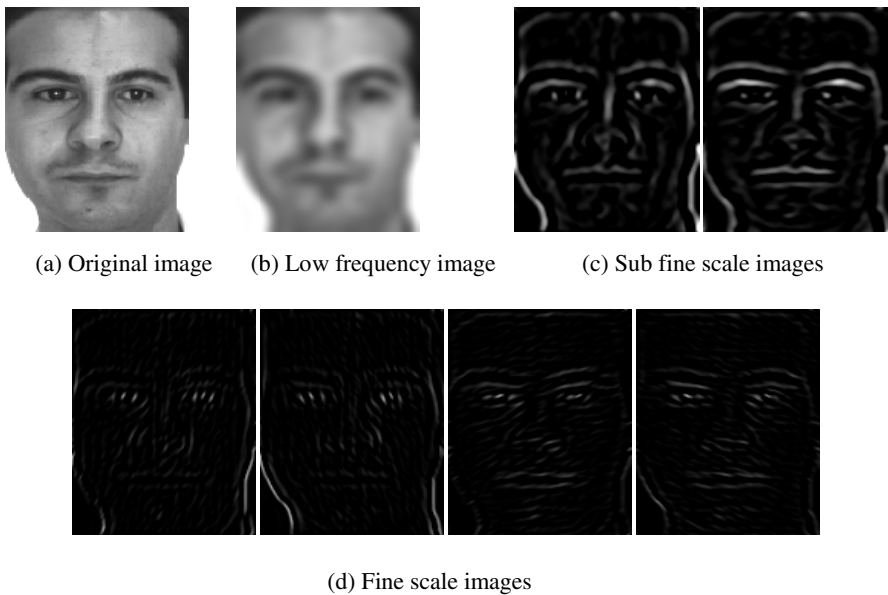 (a) Original image
(b) Low frequency image
(c) Sub fine scale images
(d) Fine scale images